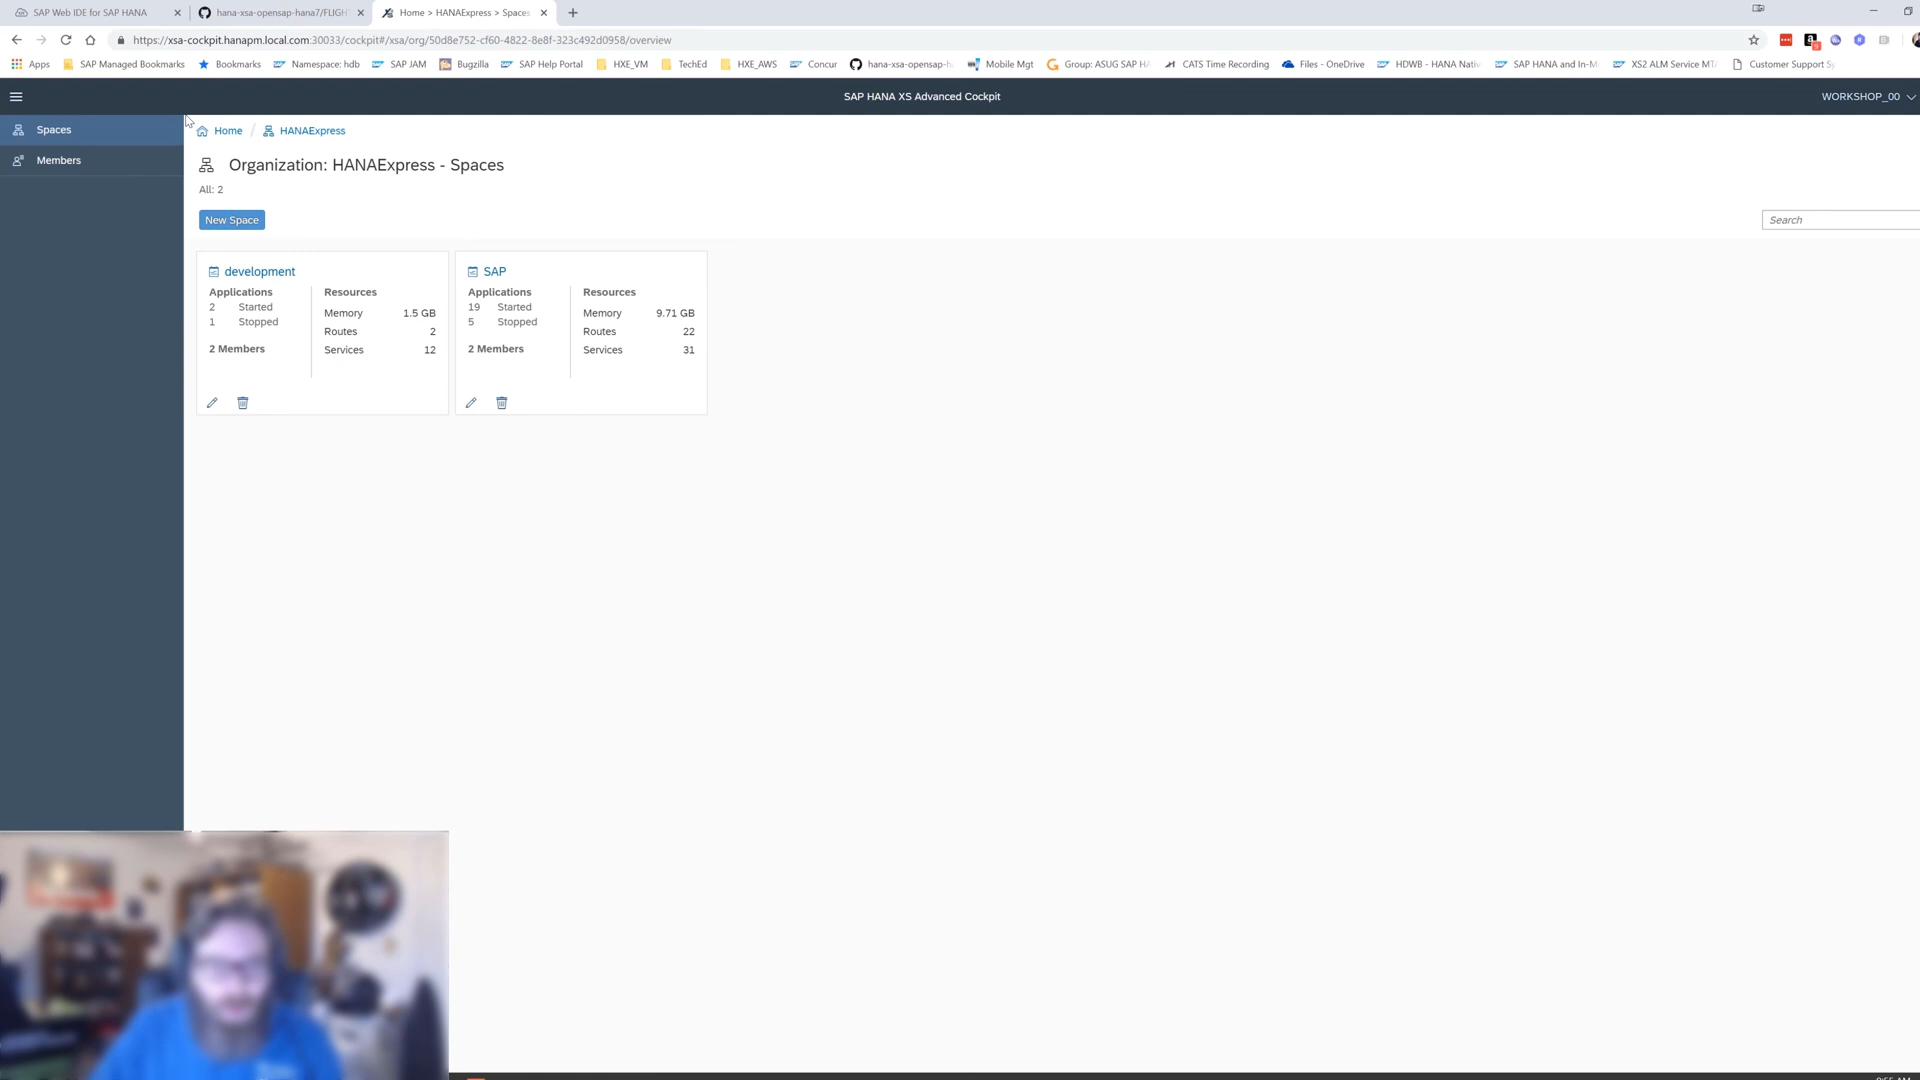 SAP Web IDE for SAP HANA
hana-xsa-opensap-hana7/FLIGH
Home > HANAExpress > Spaces
https://xsa-cockpit.hanapm.local.com:30033/cockpit#/xsa/org/50d8e752-cf60-4822-8e8f-323c492d0958/overview
Apps SAP Managed Bookmarks Bookmarks Namespace: hdb SAP JAM Bugzilla SAP Help Portal HXE_VM TechEd HXE_AWS Concur hana-xsa-opensap-h Mobile Mgt Group: ASUG SAP HA CATS Time Recording Files - OneDrive HDWB - HANA Nativ SAP HANA and In-M XS2 ALM Service MTA Customer Support Sy
SAP HANA XS Advanced Cockpit
WORKSHOP_00
Spaces
Members
Home / HANAExpress
Organization: HANAExpress - Spaces
All: 2
New Space
Search
development
Applications
2 Started
1 Stopped
2 Members
Resources
Memory 1.5 GB
Routes 2
Services 12
SAP
Applications
19 Started
5 Stopped
2 Members
Resources
Memory 9.71 GB
Routes 22
Services 31